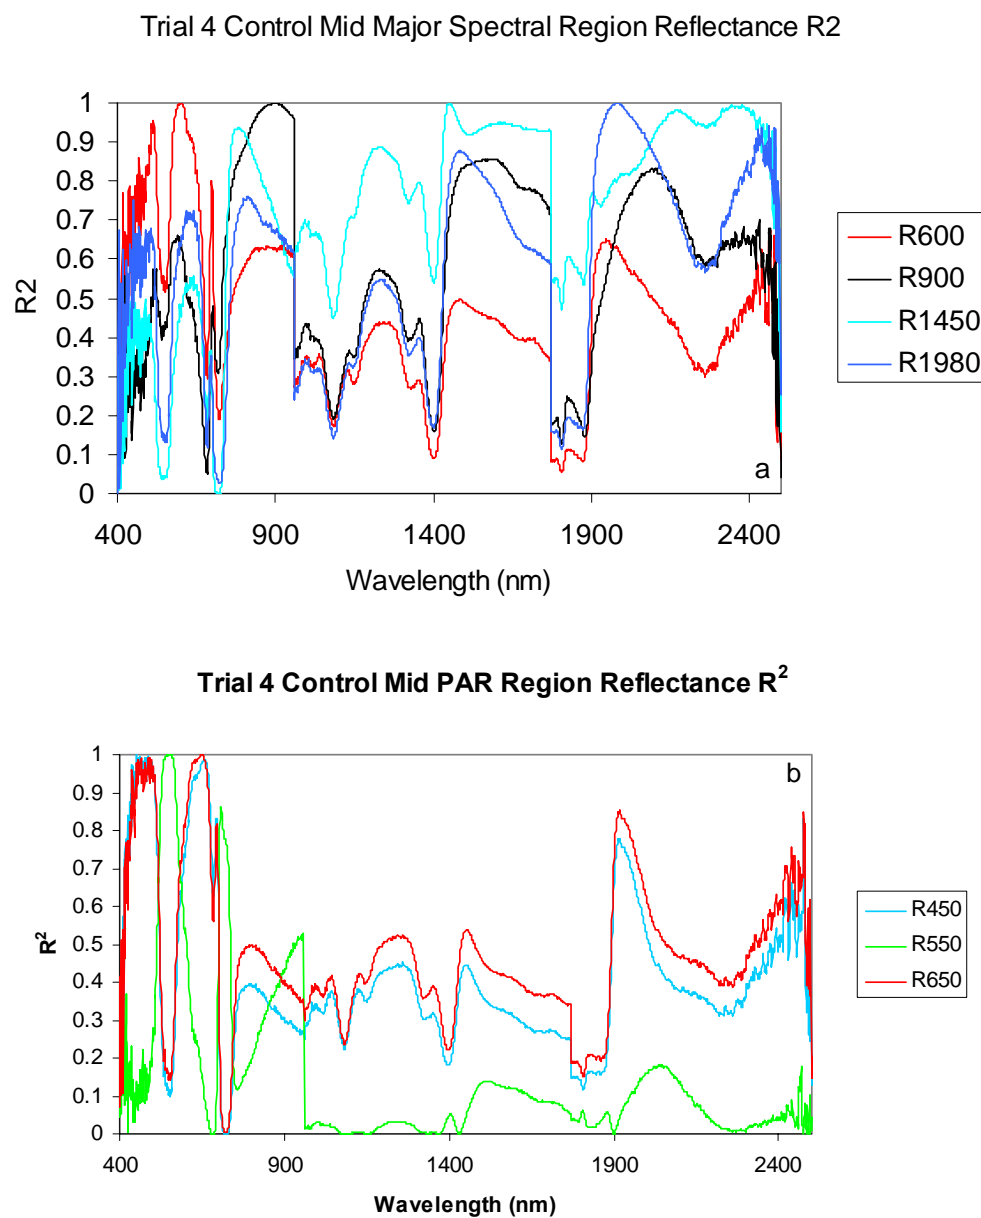 Trial 4 Control Mid Major Spectral Region Reflectance R2
1
0.9
0.8
0.7
0.6
0.5
0.4
0.3
0.2
0.1
0
R2
400 900 1400 1900 2400
Wavelength (nm)
a
R600
R900
R1450
R1980
Trial 4 Control Mid PAR Region Reflectance R²
1
0.9
0.8
0.7
0.6
0.5
0.4
0.3
0.2
0.1
0
R²
400 900 1400 1900 2400
Wavelength (nm)
b
R450
R550
R650